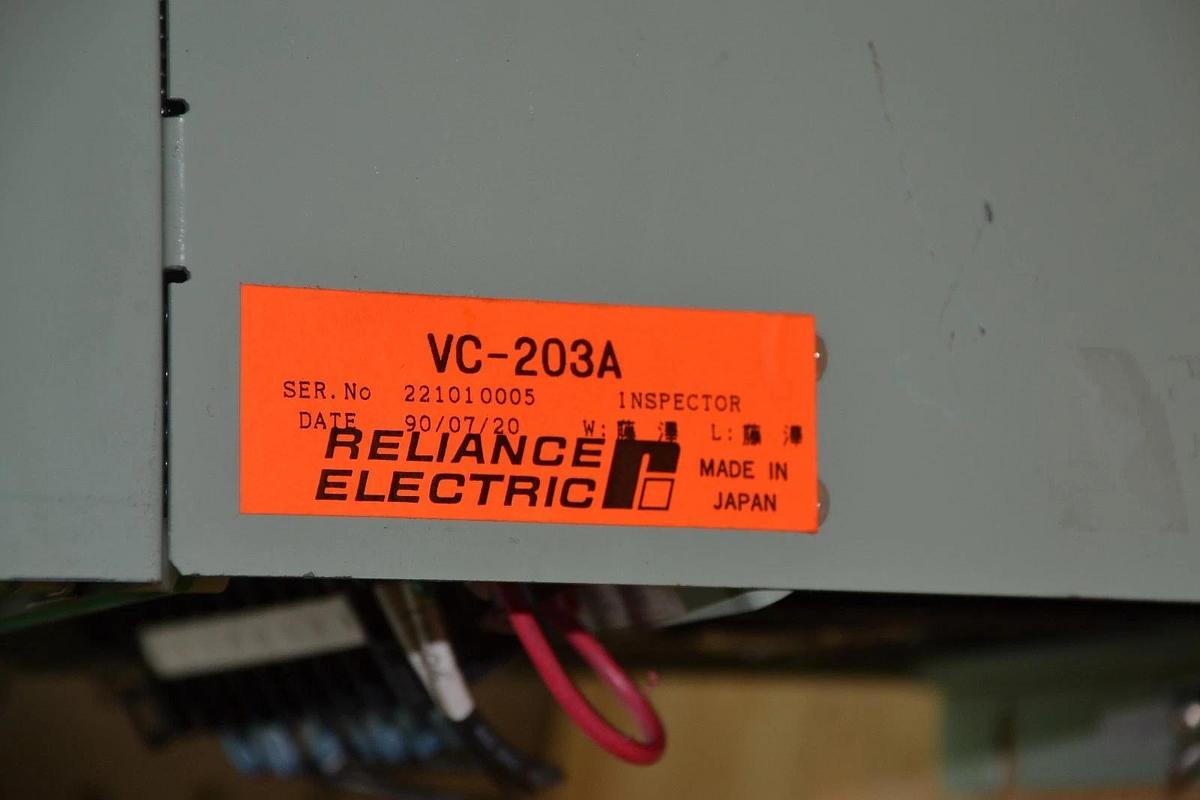 VC-203A
SER.No 221010005 INSPECTOR
DATE 90/07/20 W: 藤 澤 L: 藤 澤
RELIANCE
ELECTRIC
MADE IN
JAPAN